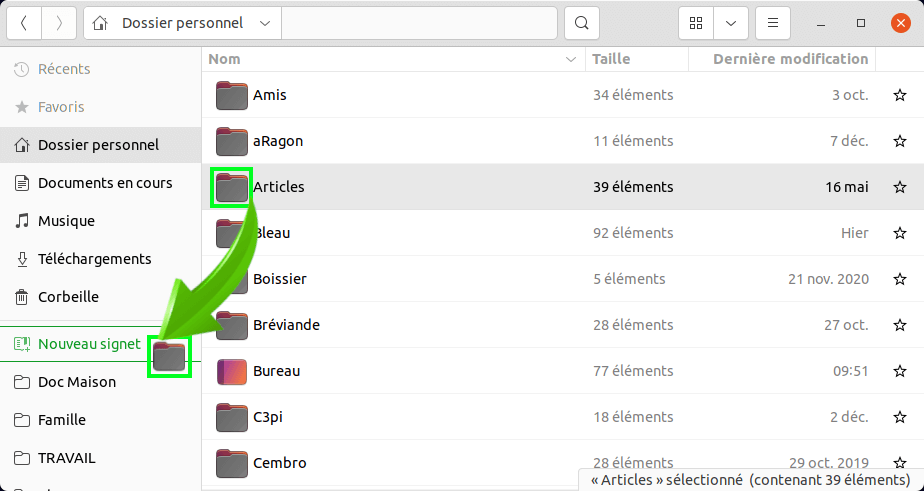 Dossier personnel
Nom Taille Dernière modification
Récents
Favoris
Dossier personnel
Documents en cours
Musique
Téléchargements
Corbeille
Nouveau signet
Doc Maison
Famille
TRAVAIL
Amis 34 éléments 3 oct.
aRagon 11 éléments 7 déc.
Articles 39 éléments 16 mai
Bleau 92 éléments Hier
Boissier 5 éléments 21 nov. 2020
Bréviande 28 éléments 27 oct.
Bureau 77 éléments 09:51
C3pi 18 éléments 2 déc.
Cembro 28 éléments 29 oct. 2019
« Articles » sélectionné (contenant 39 éléments)